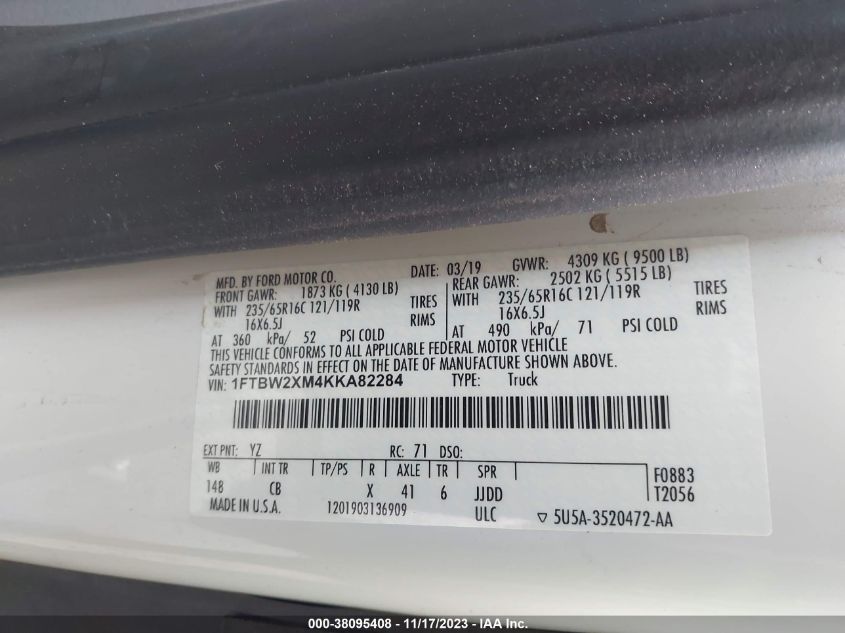 MFD. BY FORD MOTOR CO. DATE: 03/19 GVWR: 4309 KG ( 9500 LB)
FRONT GAWR: 1873 KG ( 4130 LB) REAR GAWR: 2502 KG ( 5515 LB)
WITH 235/65R16C 121/119R TIRES WITH 235/65R16C 121/119R TIRES
16X6.5J RIMS 16X6.5J RIMS
AT 360 kPa/ 52 PSI COLD AT 490 kPa/ 71 PSI COLD
THIS VEHICLE CONFORMS TO ALL APPLICABLE FEDERAL MOTOR VEHICLE
SAFETY STANDARDS IN EFFECT ON THE DATE OF MANUFACTURE SHOWN ABOVE.
VIN: 1FTBW2XM4KKA82284 TYPE: Truck
EXT PNT: YZ RC: 71 DSO:
WB INT TR TP/PS R AXLE TR SPR F0883
148 CB X 41 6 JJDD T2056
MADE IN U.S.A. 1201903136909 ULC ▽ 5U5A-3520472-AA
000-38095408 - 11/17/2023 - IAA Inc.